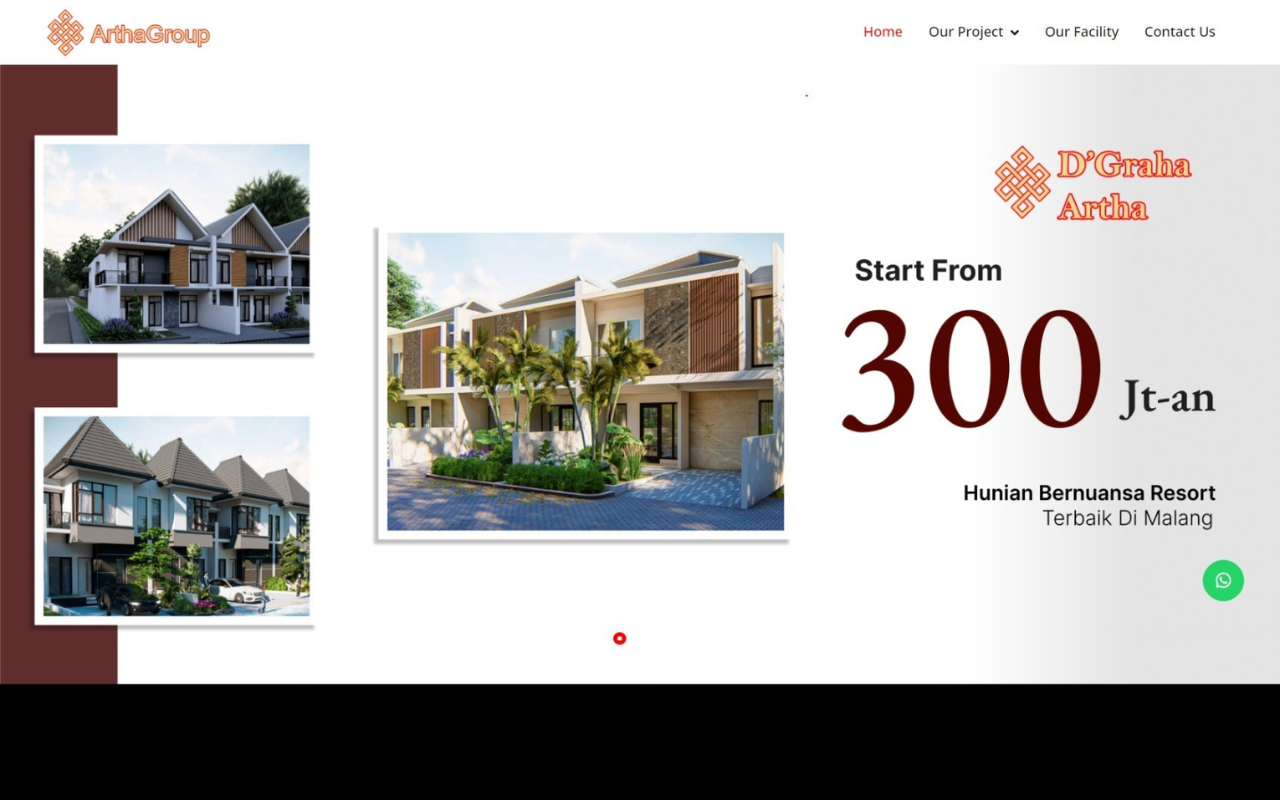 ArthaGroup
Home
Our Project
Our Facility
Contact Us
D'Graha
Artha
Start From
300 Jt-an
Hunian Bernuansa Resort
Terbaik Di Malang